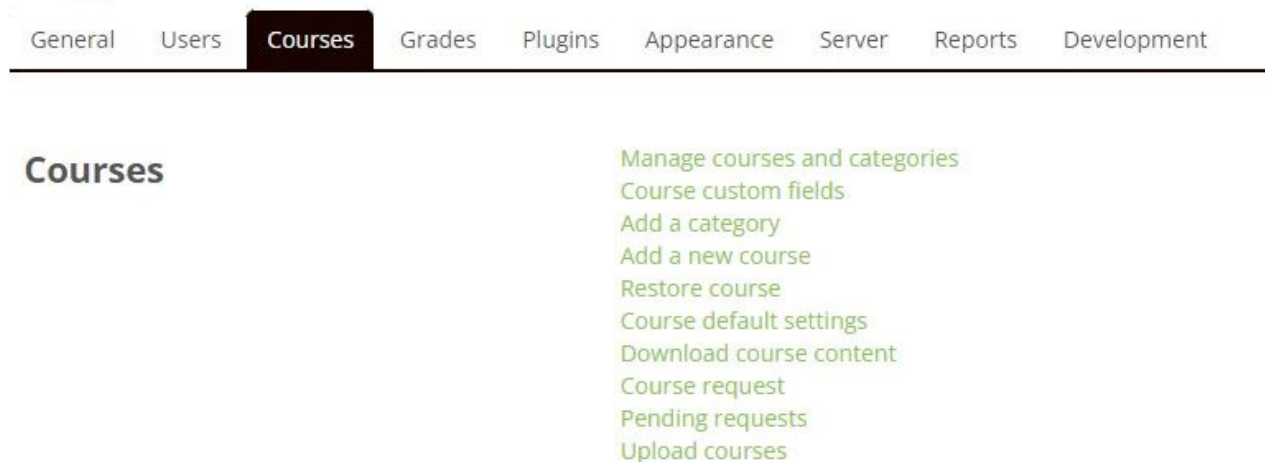 General Users Courses Grades Plugins Appearance Server Reports Development
Courses
Manage courses and categories
Course custom fields
Add a category
Add a new course
Restore course
Course default settings
Download course content
Course request
Pending requests
Upload courses